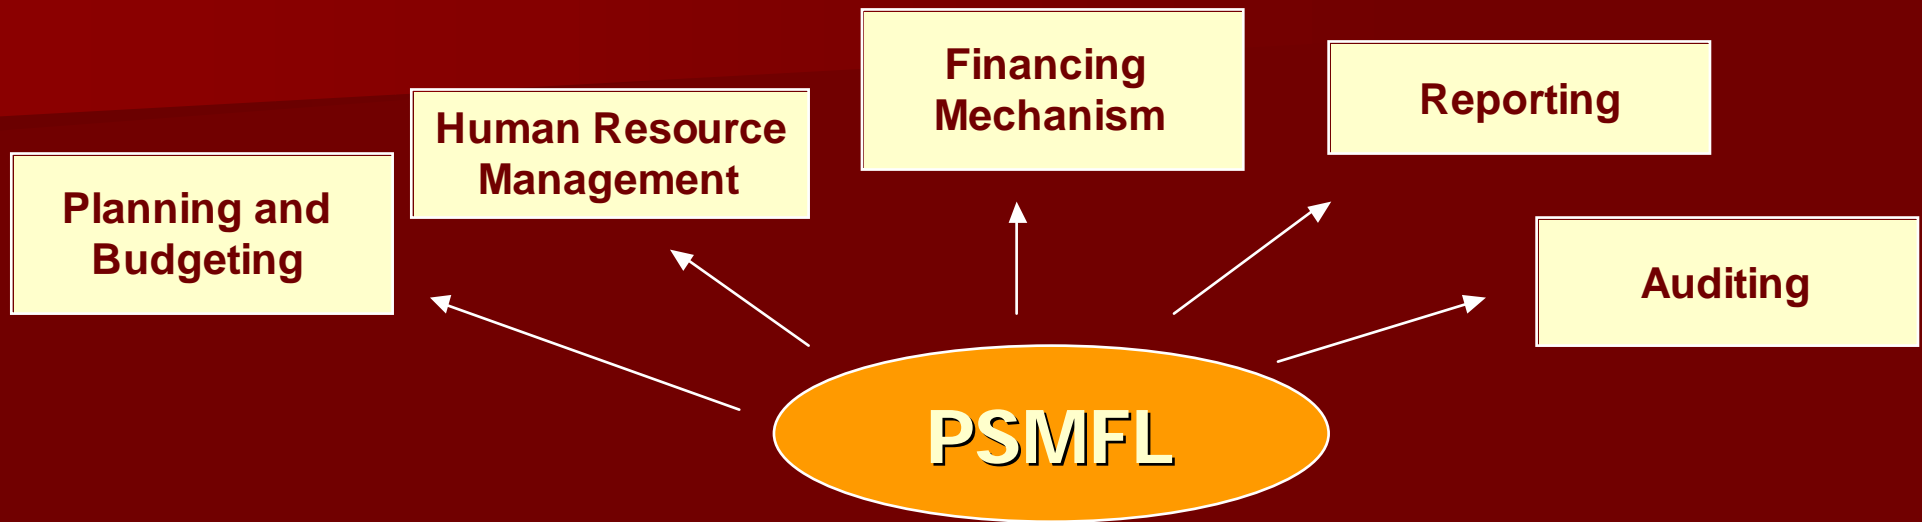 Planning and
Budgeting
Human Resource
Management
Financing
Mechanism
Reporting
Auditing
PSMFL